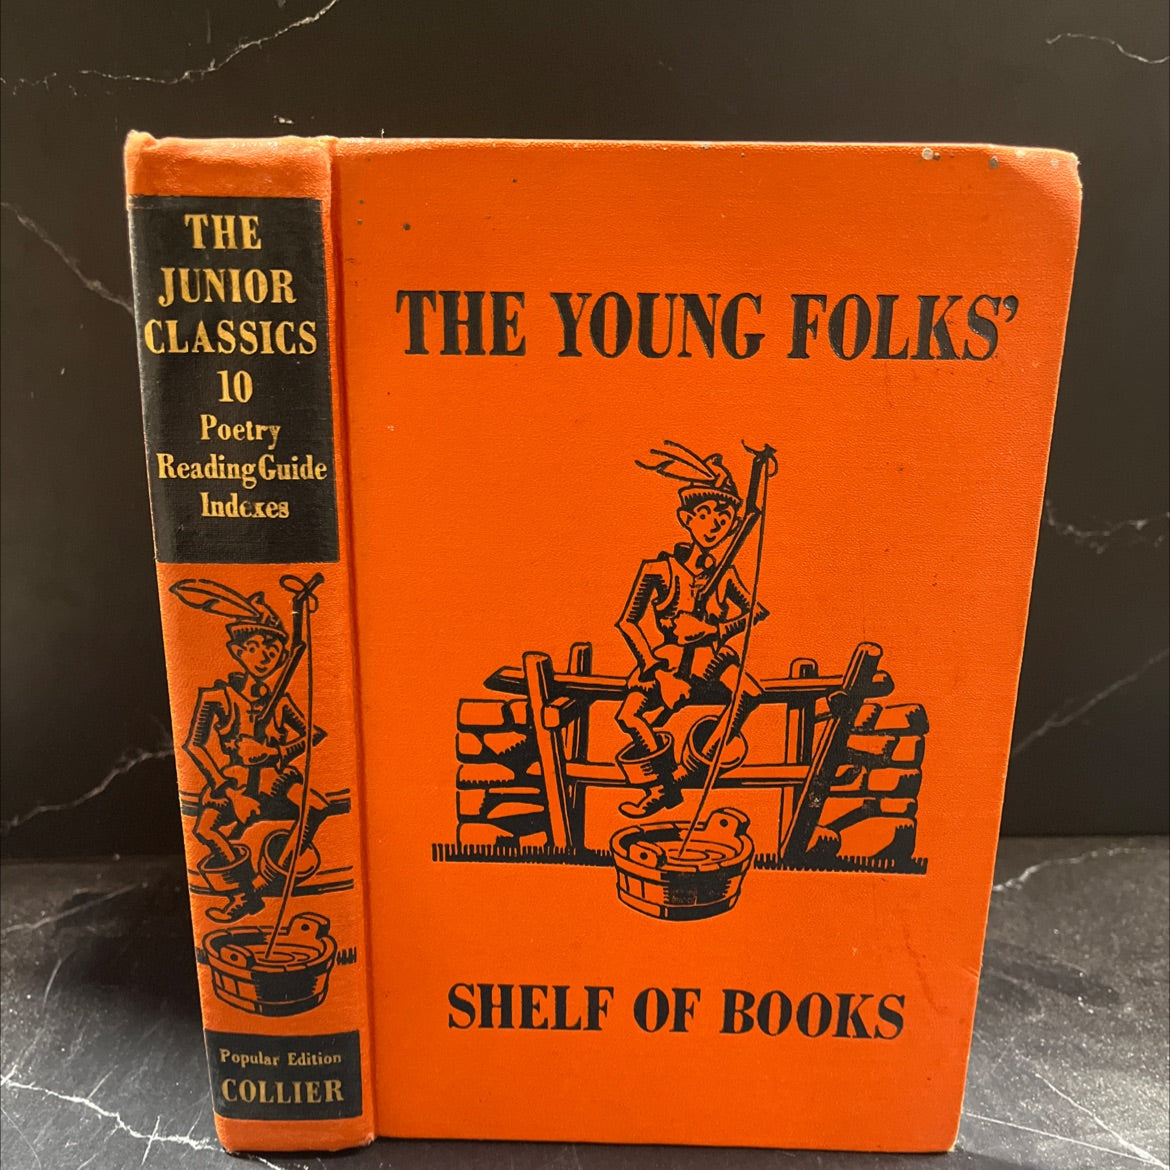 THE
JUNIOR
CLASSICS
10
Poetry
Reading Guide
Indexes
Popular Edition
COLLIER
THE YOUNG FOLKS’
SHELF OF BOOKS